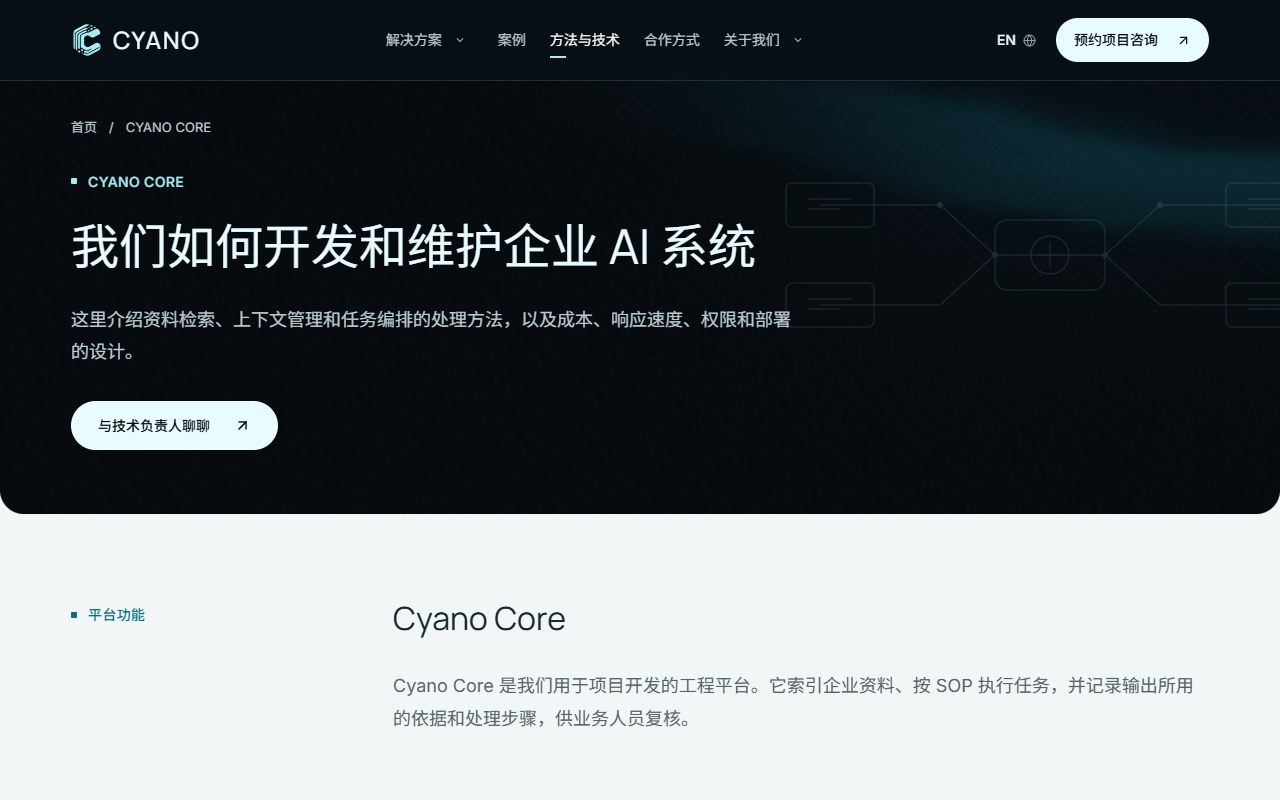 CYANO
解决方案
案例
方法与技术
合作方式
关于我们
EN
预约项目咨询
首页 / CYANO CORE
CYANO CORE
我们如何开发和维护企业 AI 系统
这里介绍资料检索、上下文管理和任务编排的处理方法，以及成本、响应速度、权限和部署
的设计。
与技术负责人聊聊
平台功能
Cyano Core
Cyano Core 是我们用于项目开发的工程平台。它索引企业资料、按 SOP 执行任务，并记录输出所用
的依据和处理步骤，供业务人员复核。